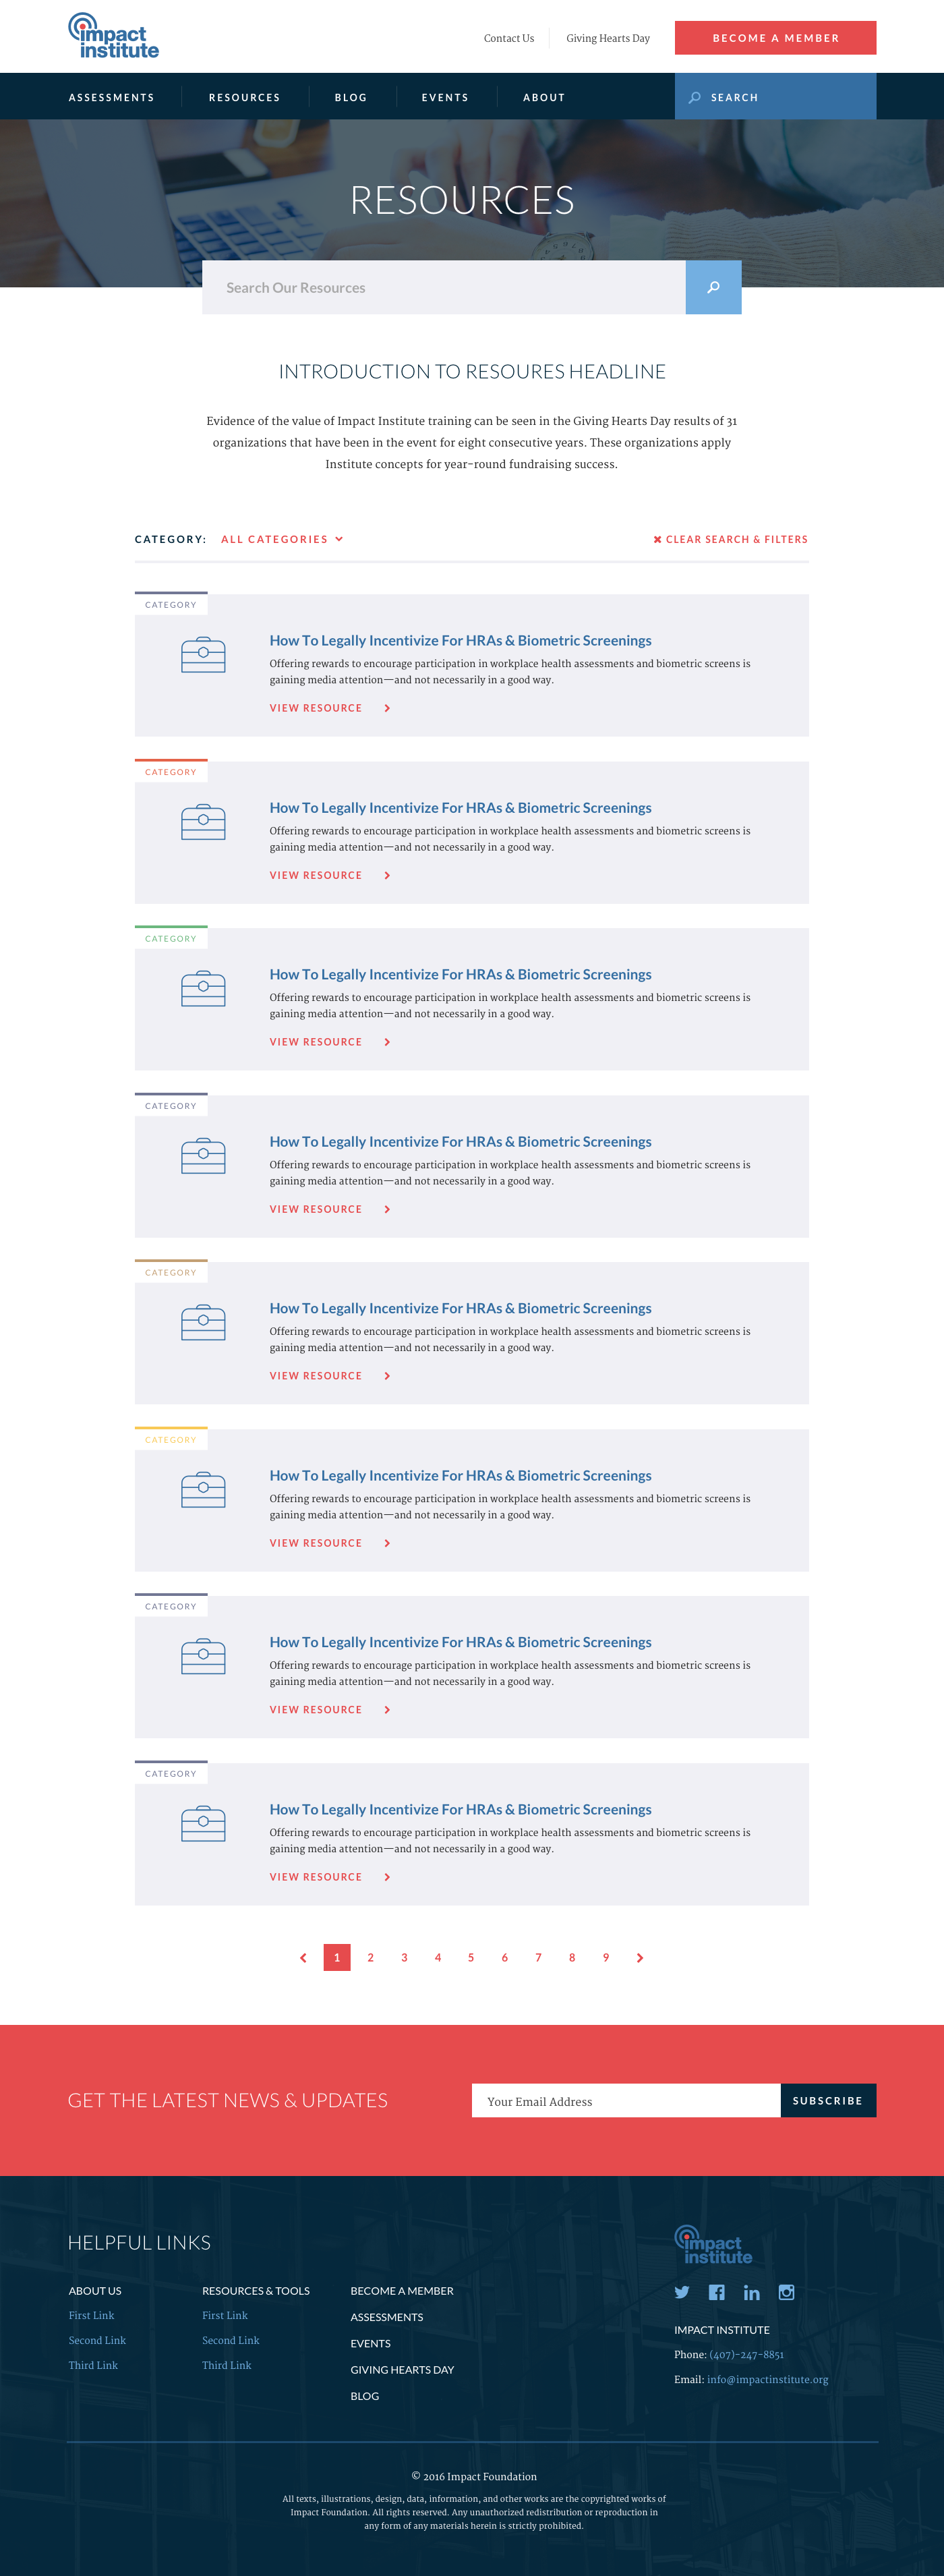 impact
institute
Contact Us
Giving Hearts Day
BECOME A MEMBER
ASSESSMENTS
RESOURCES
BLOG
EVENTS
ABOUT
SEARCH
RESOURCES
Search Our Resources
INTRODUCTION TO RESOURES HEADLINE
Evidence of the value of Impact Institute training can be seen in the Giving Hearts Day results of 31
organizations that have been in the event for eight consecutive years. These organizations apply
Institute concepts for year-round fundraising success.
CATEGORY: ALL CATEGORIES
CLEAR SEARCH & FILTERS
CATEGORY
How To Legally Incentivize For HRAs & Biometric Screenings
Offering rewards to encourage participation in workplace health assessments and biometric screens is
gaining media attention—and not necessarily in a good way.
VIEW RESOURCE
CATEGORY
How To Legally Incentivize For HRAs & Biometric Screenings
Offering rewards to encourage participation in workplace health assessments and biometric screens is
gaining media attention—and not necessarily in a good way.
VIEW RESOURCE
CATEGORY
How To Legally Incentivize For HRAs & Biometric Screenings
Offering rewards to encourage participation in workplace health assessments and biometric screens is
gaining media attention—and not necessarily in a good way.
VIEW RESOURCE
CATEGORY
How To Legally Incentivize For HRAs & Biometric Screenings
Offering rewards to encourage participation in workplace health assessments and biometric screens is
gaining media attention—and not necessarily in a good way.
VIEW RESOURCE
CATEGORY
How To Legally Incentivize For HRAs & Biometric Screenings
Offering rewards to encourage participation in workplace health assessments and biometric screens is
gaining media attention—and not necessarily in a good way.
VIEW RESOURCE
CATEGORY
How To Legally Incentivize For HRAs & Biometric Screenings
Offering rewards to encourage participation in workplace health assessments and biometric screens is
gaining media attention—and not necessarily in a good way.
VIEW RESOURCE
CATEGORY
How To Legally Incentivize For HRAs & Biometric Screenings
Offering rewards to encourage participation in workplace health assessments and biometric screens is
gaining media attention—and not necessarily in a good way.
VIEW RESOURCE
CATEGORY
How To Legally Incentivize For HRAs & Biometric Screenings
Offering rewards to encourage participation in workplace health assessments and biometric screens is
gaining media attention—and not necessarily in a good way.
VIEW RESOURCE
1 2 3 4 5 6 7 8 9
GET THE LATEST NEWS & UPDATES
Your Email Address
SUBSCRIBE
HELPFUL LINKS
ABOUT US
First Link
Second Link
Third Link
RESOURCES & TOOLS
First Link
Second Link
Third Link
BECOME A MEMBER
ASSESSMENTS
EVENTS
GIVING HEARTS DAY
BLOG
impact
institute
IMPACT INSTITUTE
Phone: (407)-247-8851
Email: info@impactinstitute.org
© 2016 Impact Foundation
All texts, illustrations, design, data, information, and other works are the copyrighted works of
Impact Foundation. All rights reserved. Any unauthorized redistribution or reproduction in
any form of any materials herein is strictly prohibited.